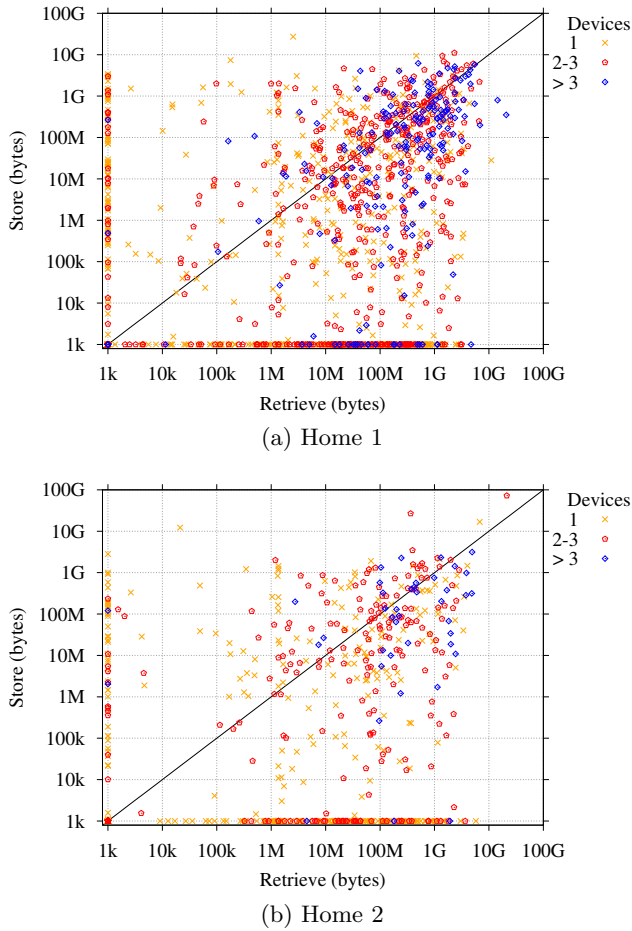 100G
10G
1G
100M
10M
1M
100k
10k
1k
Store (bytes)
1k 10k 100k 1M 10M 100M 1G 10G 100G
Retrieve (bytes)
Devices
1
2-3
> 3
(a) Home 1
100G
10G
1G
100M
10M
1M
100k
10k
1k
Store (bytes)
1k 10k 100k 1M 10M 100M 1G 10G 100G
Retrieve (bytes)
Devices
1
2-3
> 3
(b) Home 2